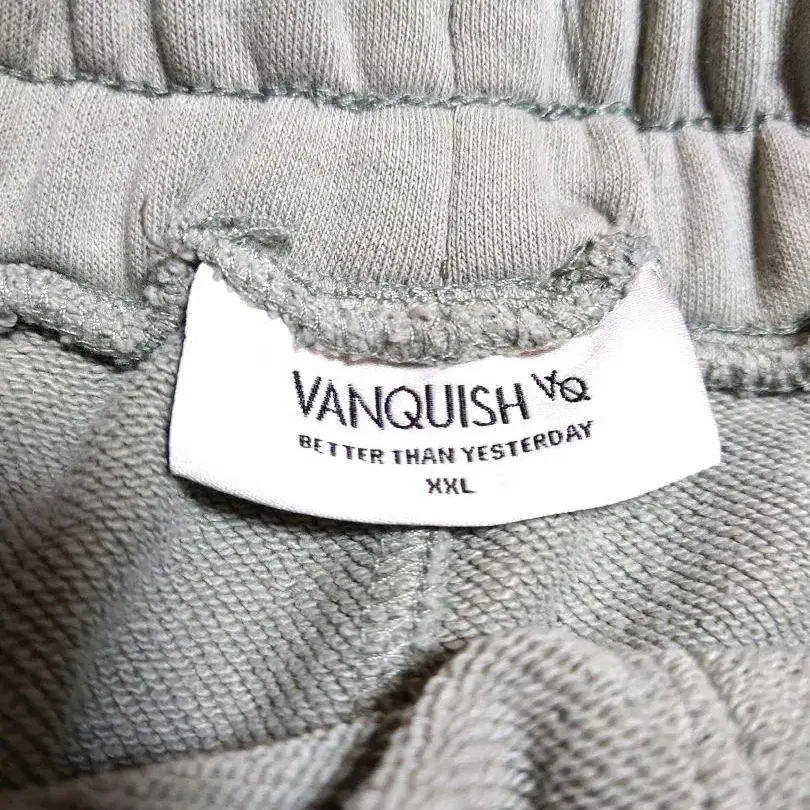 VANQUISH VQ
BETTER THAN YESTERDAY
XXL